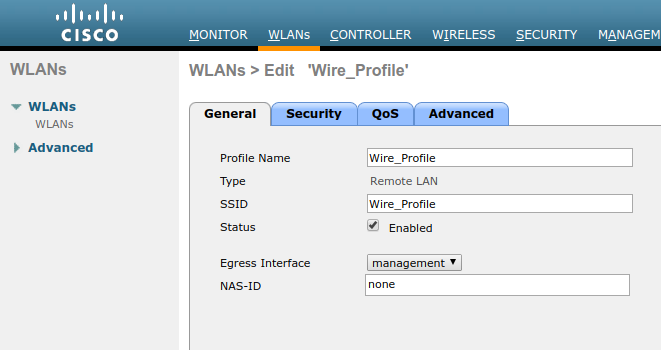 CISCO
MONITOR WLANs CONTROLLER WIRELESS SECURITY MANAGEM
WLANs
WLANs > Edit 'Wire_Profile'
WLANs
WLANs
Advanced
General Security QoS Advanced
Profile Name Wire_Profile
Type Remote LAN
SSID Wire_Profile
Status Enabled
Egress Interface management
NAS-ID none